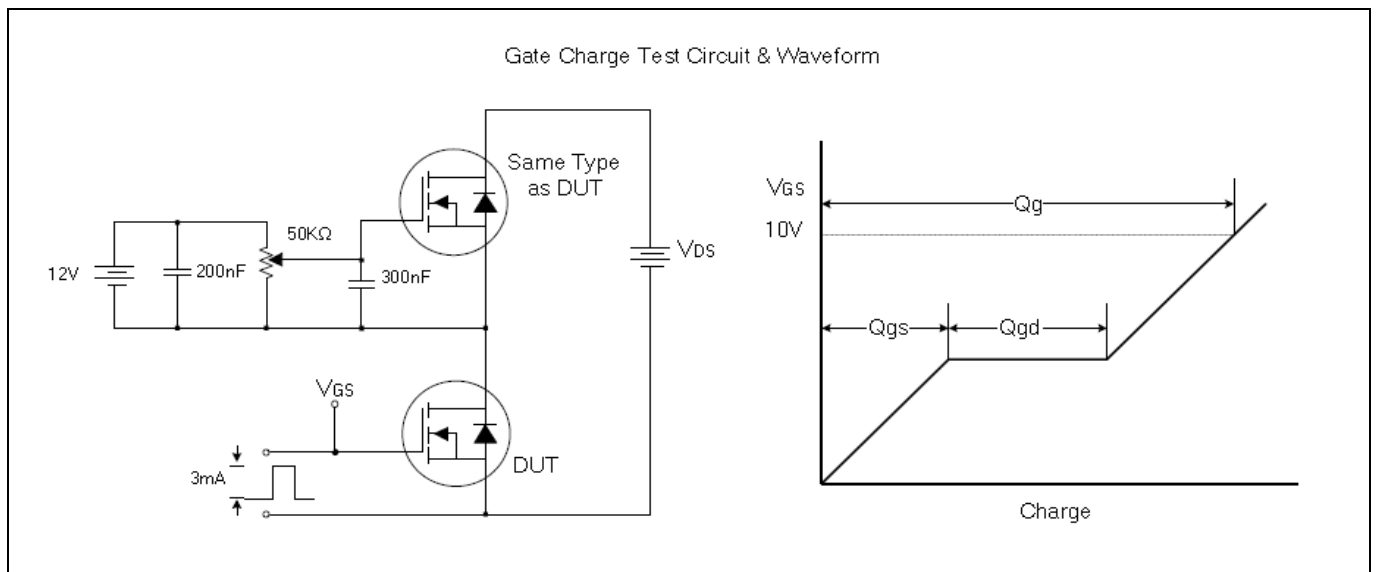 Gate Charge Test Circuit & Waveform
Same Type
as DUT
50KΩ
12V
200nF
300nF
VDS
VGS
DUT
3mA
VGS
10V
Qg
Qgs
Qgd
Charge